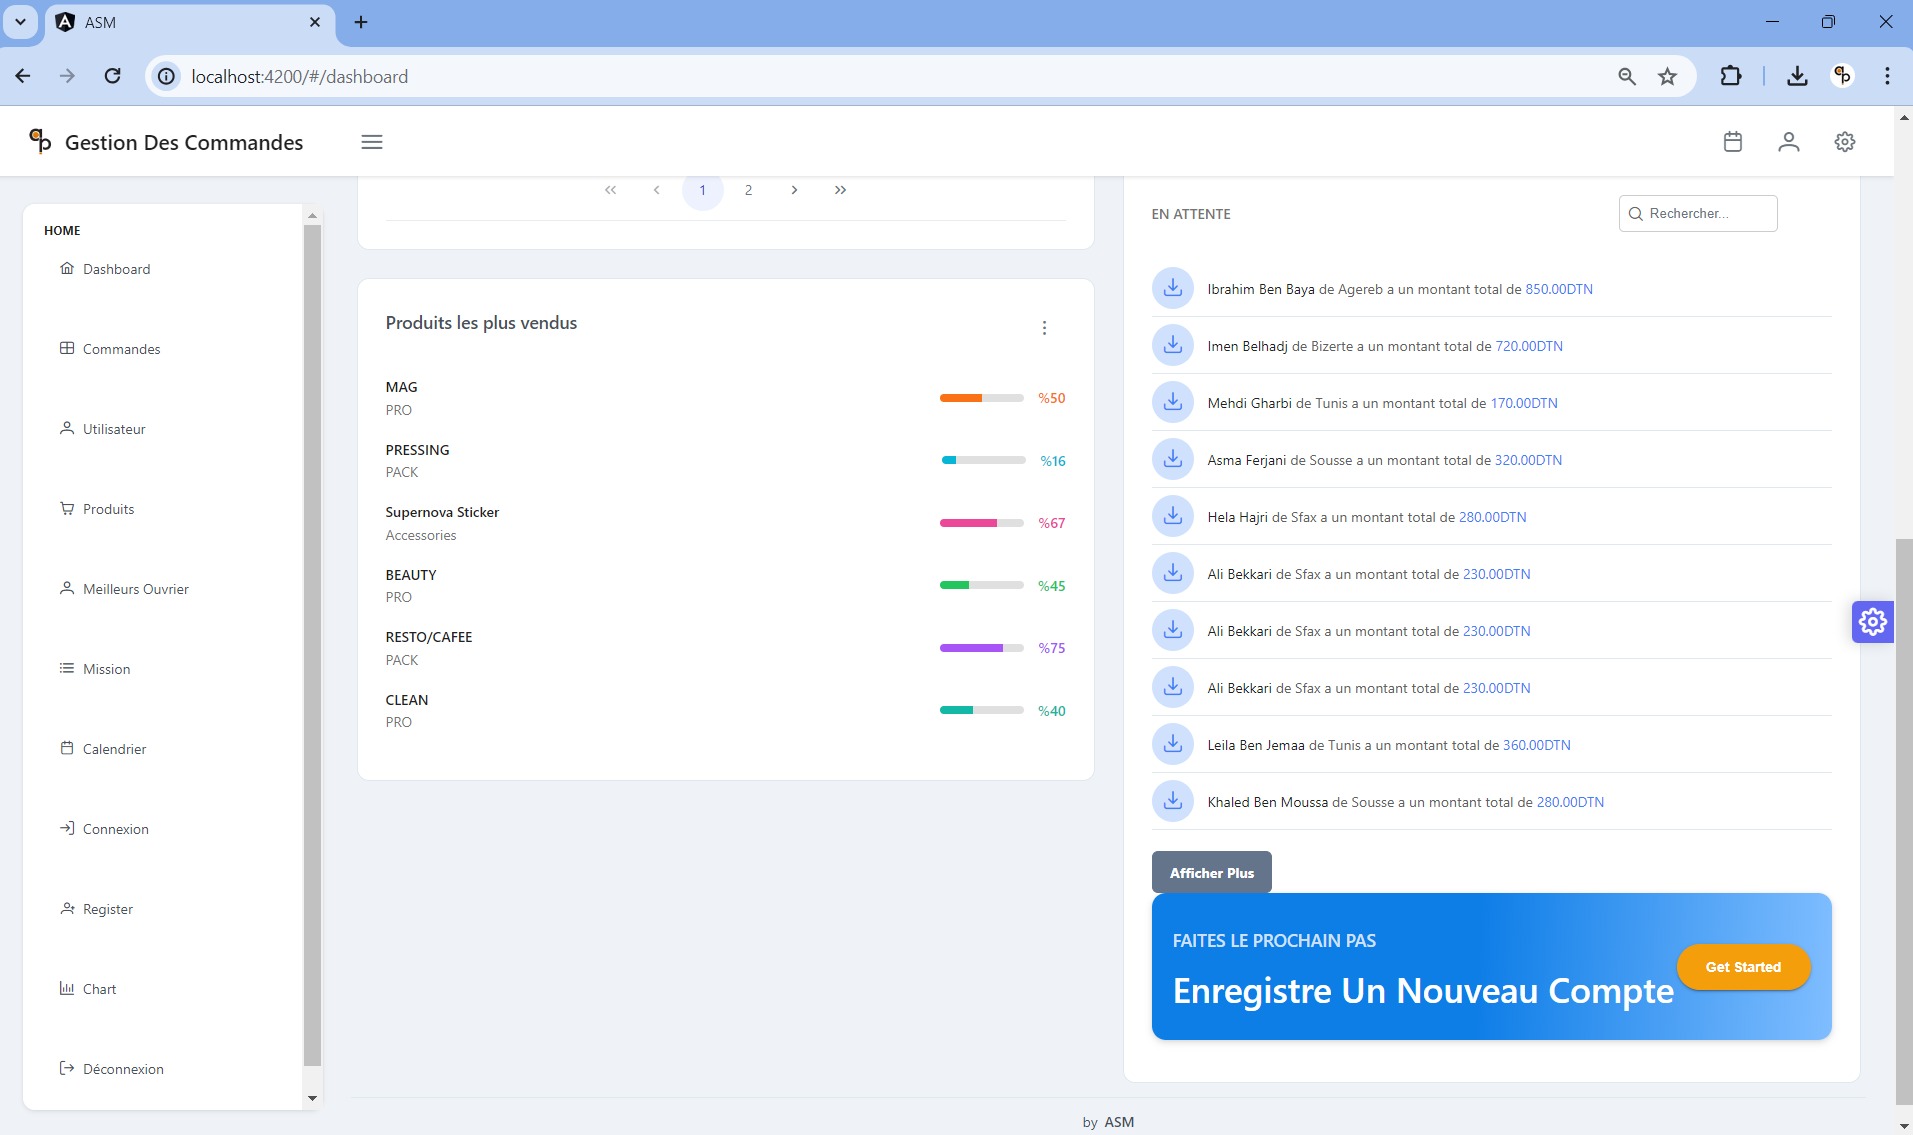 ASM
localhost:4200/#/dashboard
qp Gestion Des Commandes
HOME
Dashboard
Commandes
Utilisateur
Produits
Meilleurs Ouvrier
Mission
Calendrier
Connexion
Register
Chart
Déconnexion
1 2
Produits les plus vendus
MAG
PRO
%50
PRESSING
PACK
%16
Supernova Sticker
Accessories
%67
BEAUTY
PRO
%45
RESTO/CAFEE
PACK
%75
CLEAN
PRO
%40
EN ATTENTE
Rechercher...
Ibrahim Ben Baya de Agereb a un montant total de 850.00DTN
Imen Belhadj de Bizerte a un montant total de 720.00DTN
Mehdi Gharbi de Tunis a un montant total de 170.00DTN
Asma Ferjani de Sousse a un montant total de 320.00DTN
Hela Hajri de Sfax a un montant total de 280.00DTN
Ali Bekkari de Sfax a un montant total de 230.00DTN
Ali Bekkari de Sfax a un montant total de 230.00DTN
Ali Bekkari de Sfax a un montant total de 230.00DTN
Leila Ben Jemaa de Tunis a un montant total de 360.00DTN
Khaled Ben Moussa de Sousse a un montant total de 280.00DTN
Afficher Plus
FAITES LE PROCHAIN PAS
Enregistre Un Nouveau Compte
Get Started
by ASM